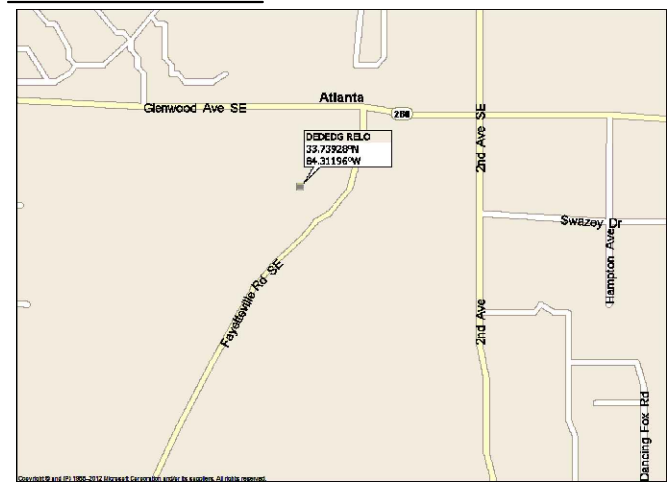 Atlanta
Glenwood Ave SE
260
2nd Ave SE
DEDEDG RELO
33.73928°N
84.31196°W
Swazey Dr
Hampton Ave
Fayetteville Rd SE
2nd Ave
Dancing Fox Rd
Copyright © and (P) 1988–2012 Microsoft Corporation and/or its suppliers. All rights reserved.